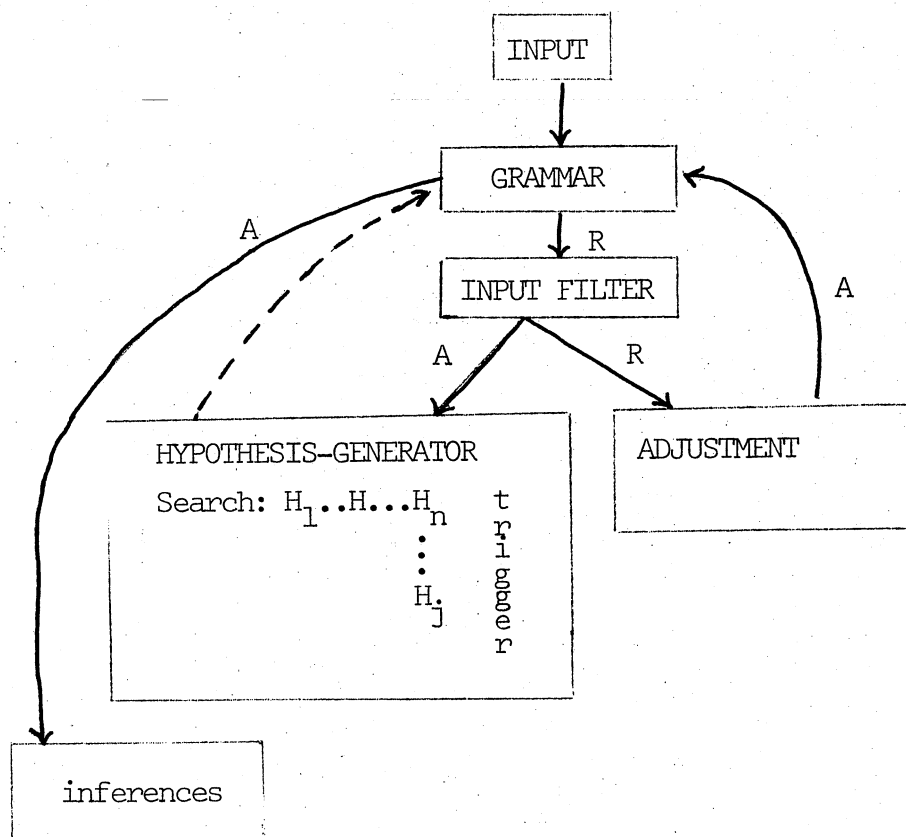 INPUT
GRAMMAR
A
R
INPUT FILTER
A
A
R
HYPOTHESIS-GENERATOR
ADJUSTMENT
Search: H1..H...Hn
trigger
:
Hj
inferences